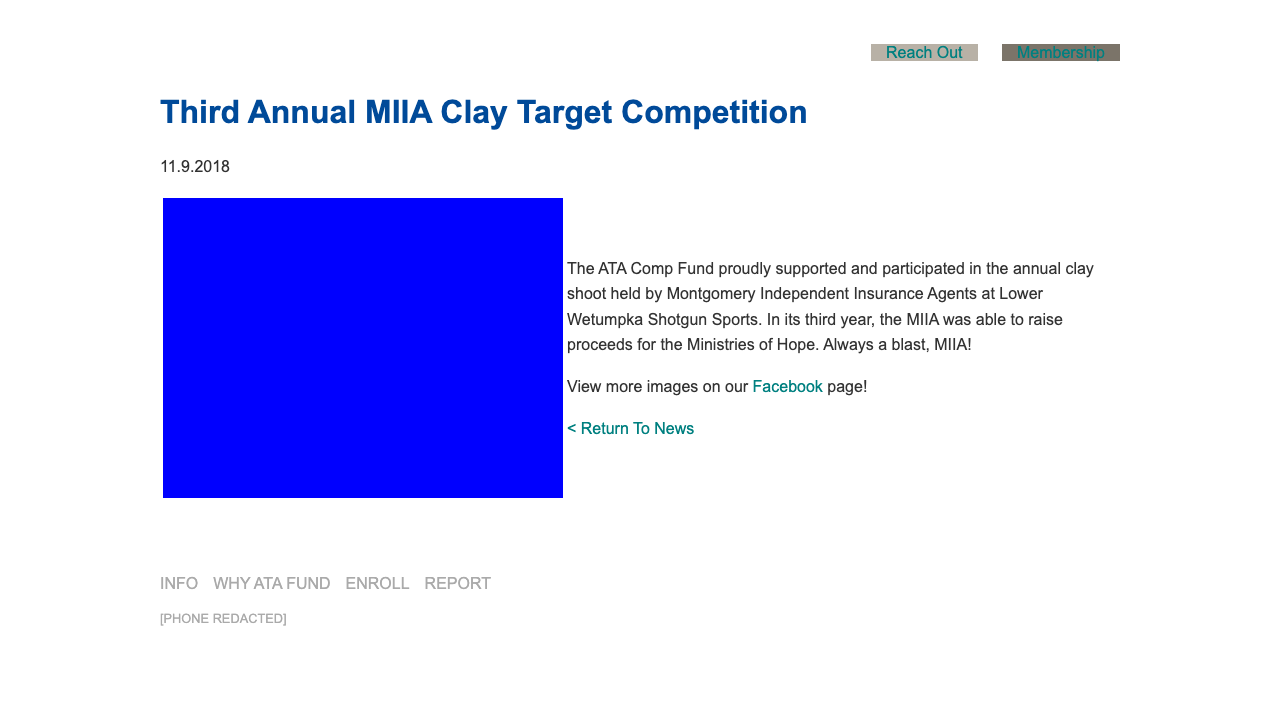 Reach Out Membership
Third Annual MIIA Clay Target Competition
11.9.2018
The ATA Comp Fund proudly supported and participated in the annual clay
shoot held by Montgomery Independent Insurance Agents at Lower
Wetumpka Shotgun Sports. In its third year, the MIIA was able to raise
proceeds for the Ministries of Hope. Always a blast, MIIA!
View more images on our Facebook page!
< Return To News
INFO WHY ATA FUND ENROLL REPORT
[PHONE REDACTED]